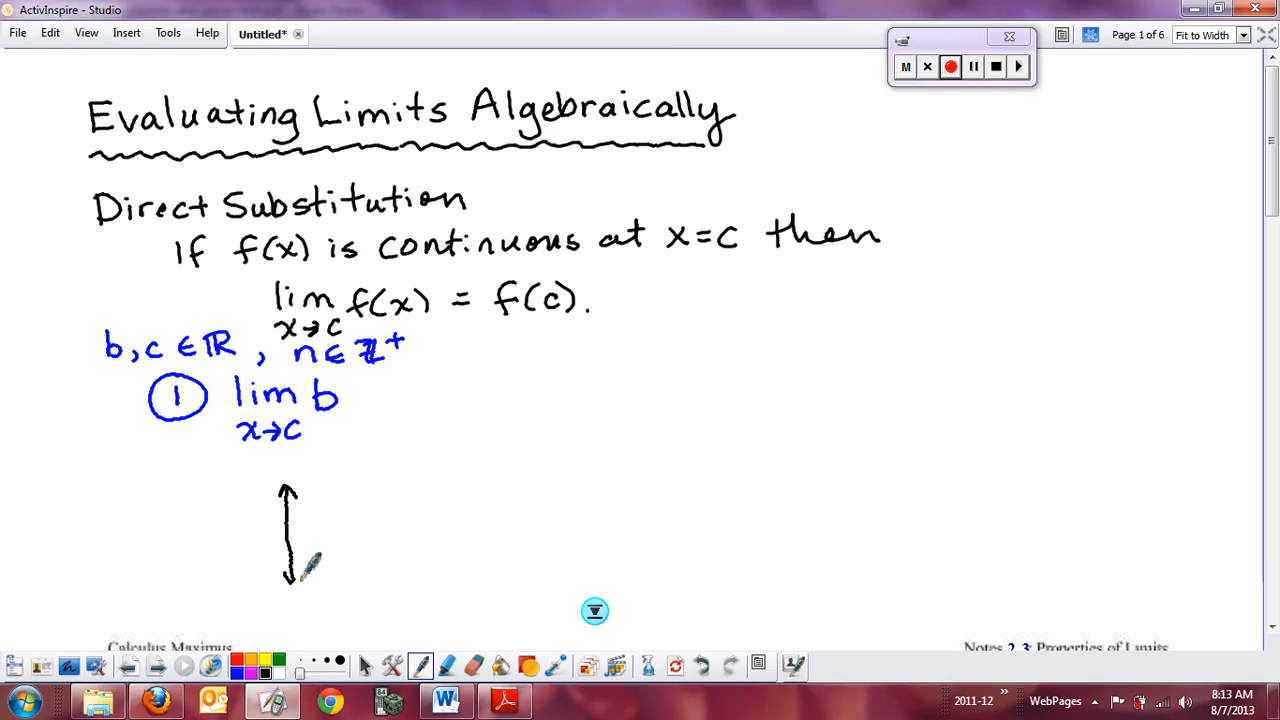 ActivInspire - Studio
File Edit View Insert Tools Help Untitled* Page 1 of 6 Fit to Width
M
Evaluating Limits Algebraically
Direct Substitution
If f(x) is continuous at x=c then
lim f(x) = f(c).
x→c
b, c ∈ ℝ, n ∈ ℤ⁺
① lim b
x→c
Calculus Maximus Notes 2.3: Properties of Limits
2011-12 WebPages 8:13 AM
8/7/2013